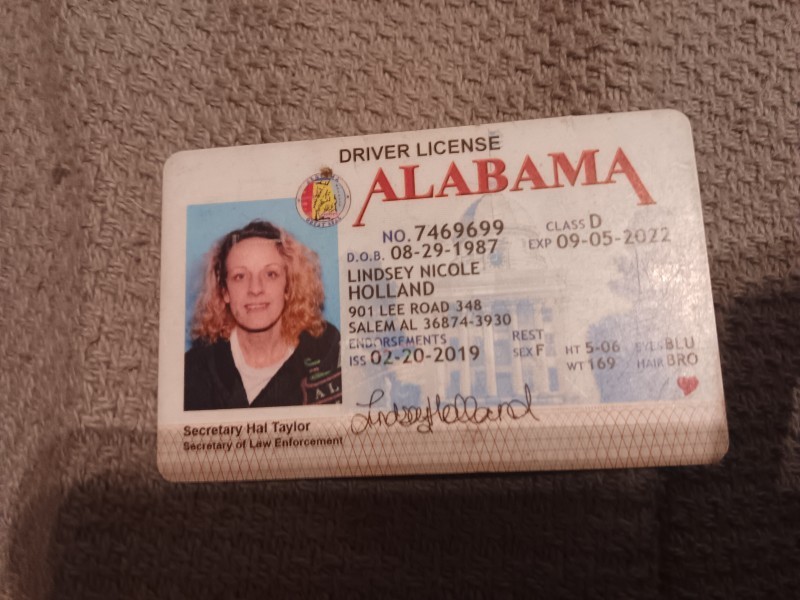 DRIVER LICENSE
ALABAMA
NO. 7469699 CLASS D
D.O.B. 08-29-1987 EXP 09-05-2022
LINDSEY NICOLE
HOLLAND
901 LEE ROAD 348
SALEM AL 36874-3930
ENDORSEMENTS REST
ISS 02-20-2019 SEX F HT 5-06 EYES BLU
WT 169 HAIR BRO
Lindsey Holland
Secretary Hal Taylor
Secretary of Law Enforcement